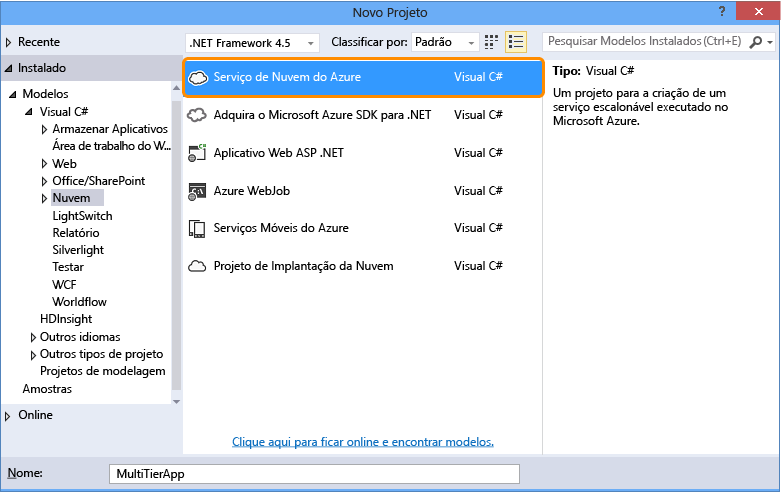 Novo Projeto
?
Recente
.NET Framework 4.5
Classificar por:
Padrão
Pesquisar Modelos Instalados (Ctrl+E)
Instalado
Modelos
Visual C#
Armazenar Aplicativos
Área de trabalho do W...
Web
Office/SharePoint
Nuvem
LightSwitch
Relatório
Silverlight
Testar
WCF
Worldflow
HDInsight
Outros idiomas
Outros tipos de projeto
Projetos de modelagem
Amostras
Online
Serviço de Nuvem do Azure Visual C#
Adquira o Microsoft Azure SDK para .NET Visual C#
Aplicativo Web ASP .NET Visual C#
Azure WebJob Visual C#
Serviços Móveis do Azure Visual C#
Projeto de Implantação da Nuvem Visual C#
Clique aqui para ficar online e encontrar modelos.
Tipo: Visual C#
Um projeto para a criação de um
serviço escalonável executado no
Microsoft Azure.
Nome: MultiTierApp